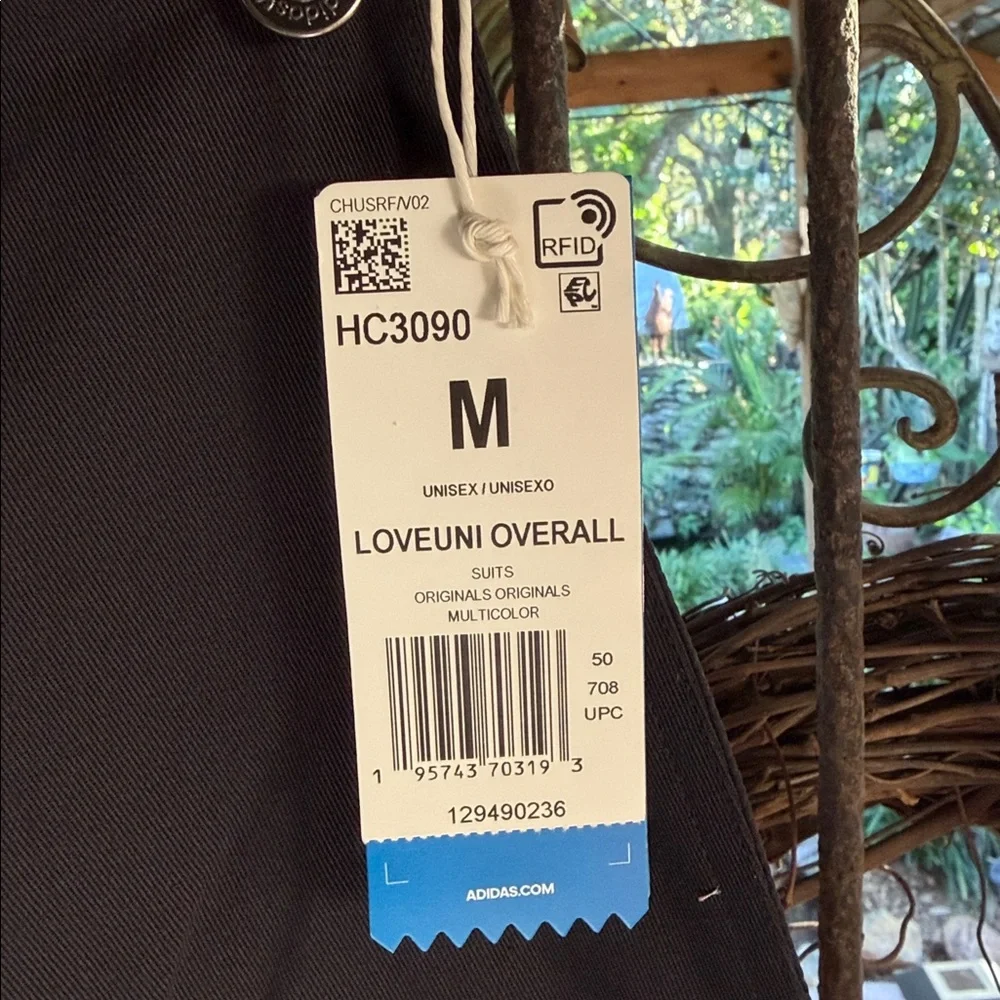 adidas
CHUSRF/V02
RFID
HC3090
M
UNISEX / UNISEXO
LOVEUNI OVERALL
SUITS
ORIGINALS ORIGINALS
MULTICOLOR
50
708
UPC
1 95743 70319 3
129490236
ADIDAS.COM